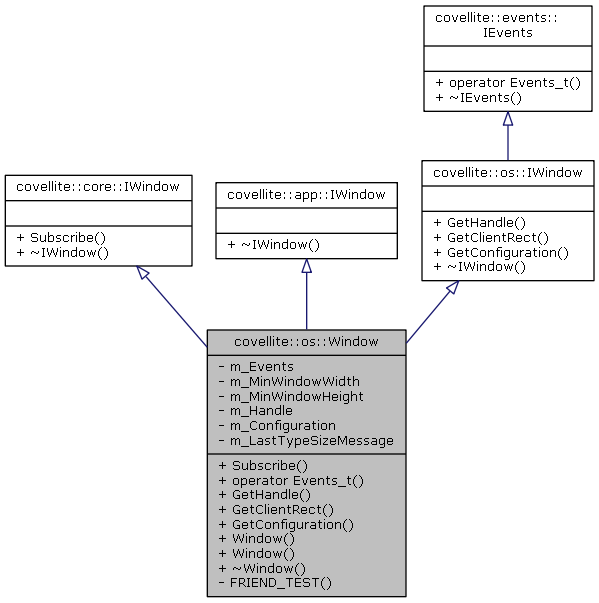 covellite::events::
IEvents
+ operator Events_t()
+ ~IEvents()
covellite::core::IWindow
+ Subscribe()
+ ~IWindow()
covellite::app::IWindow
+ ~IWindow()
covellite::os::IWindow
+ GetHandle()
+ GetClientRect()
+ GetConfiguration()
+ ~IWindow()
covellite::os::Window
- m_Events
- m_MinWindowWidth
- m_MinWindowHeight
- m_Handle
- m_Configuration
- m_LastTypeSizeMessage
+ Subscribe()
+ operator Events_t()
+ GetHandle()
+ GetClientRect()
+ GetConfiguration()
+ Window()
+ Window()
+ ~Window()
- FRIEND_TEST()